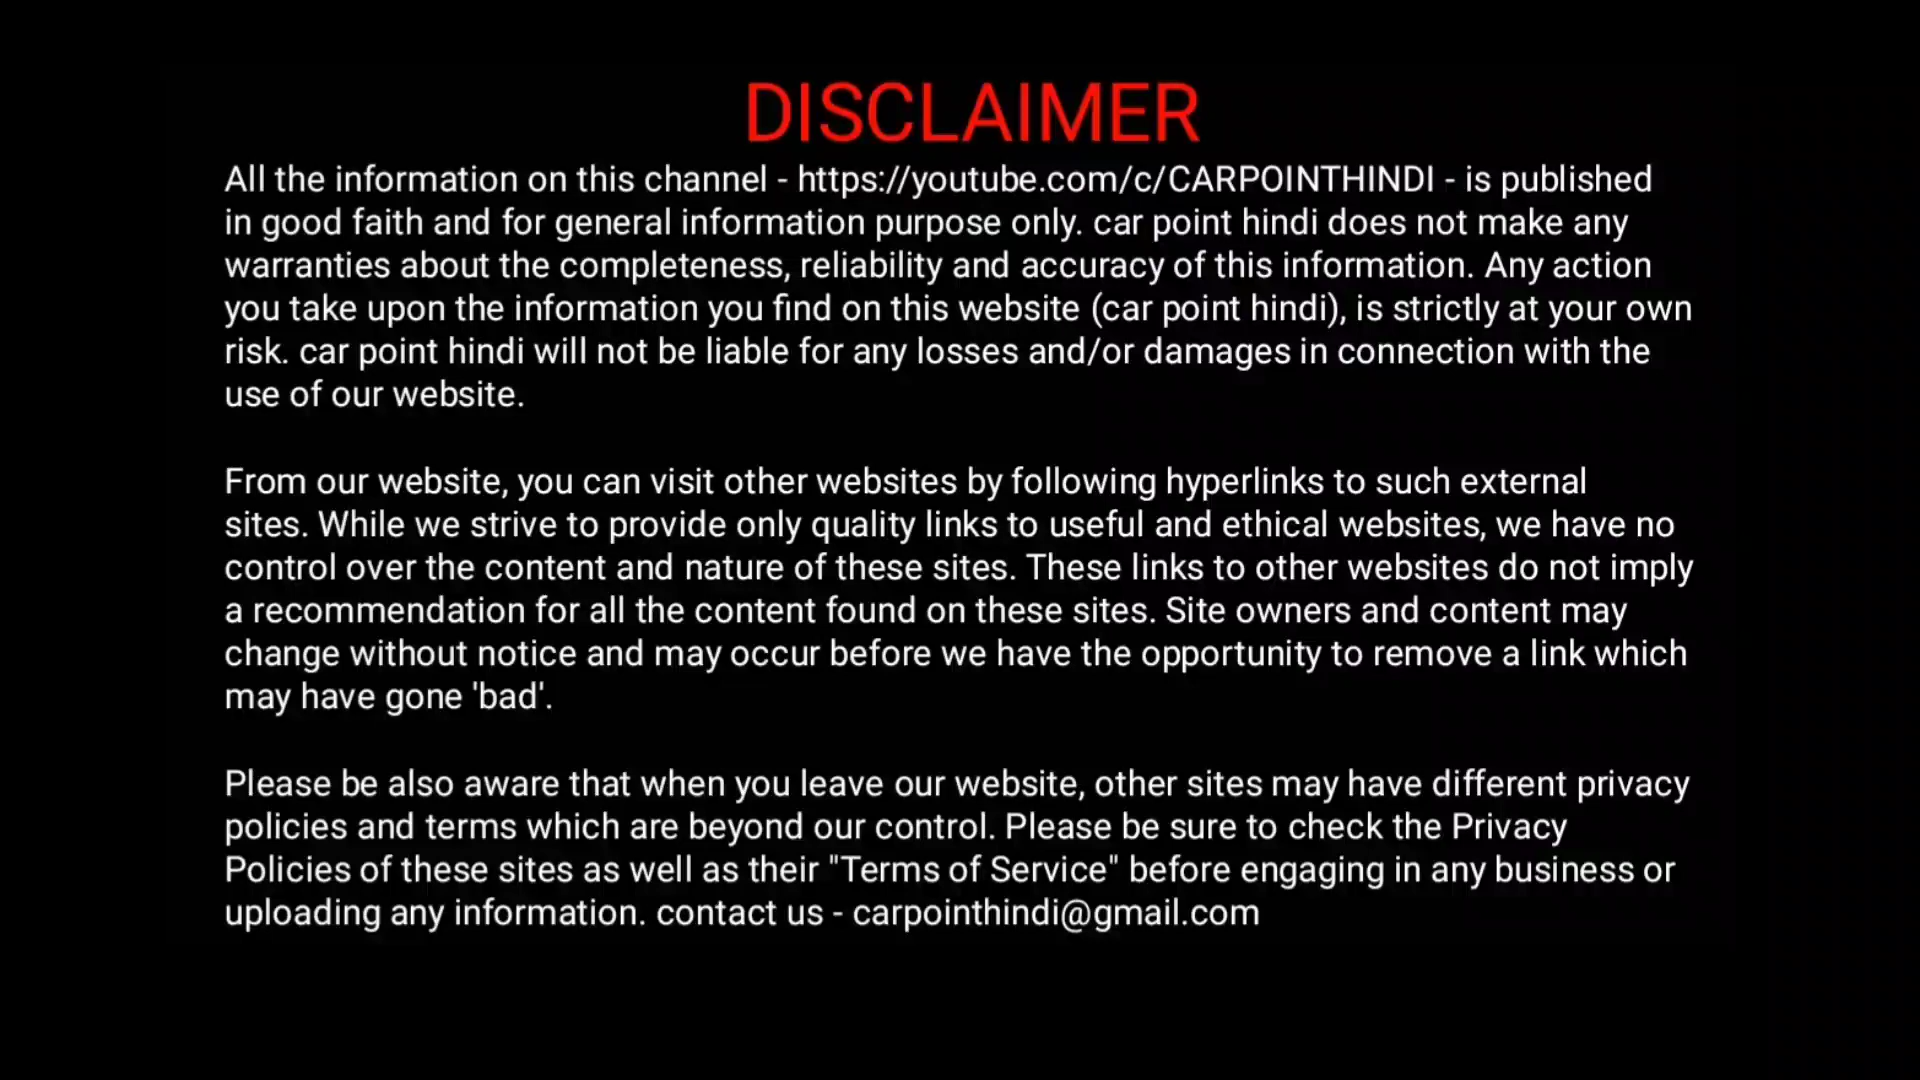 DISCLAIMER
All the information on this channel - https://youtube.com/c/CARPOINTHINDI - is published
in good faith and for general information purpose only. car point hindi does not make any
warranties about the completeness, reliability and accuracy of this information. Any action
you take upon the information you find on this website (car point hindi), is strictly at your own
risk. car point hindi will not be liable for any losses and/or damages in connection with the
use of our website.
From our website, you can visit other websites by following hyperlinks to such external
sites. While we strive to provide only quality links to useful and ethical websites, we have no
control over the content and nature of these sites. These links to other websites do not imply
a recommendation for all the content found on these sites. Site owners and content may
change without notice and may occur before we have the opportunity to remove a link which
may have gone 'bad'.
Please be also aware that when you leave our website, other sites may have different privacy
policies and terms which are beyond our control. Please be sure to check the Privacy
Policies of these sites as well as their "Terms of Service" before engaging in any business or
uploading any information. contact us - carpointhindi@gmail.com